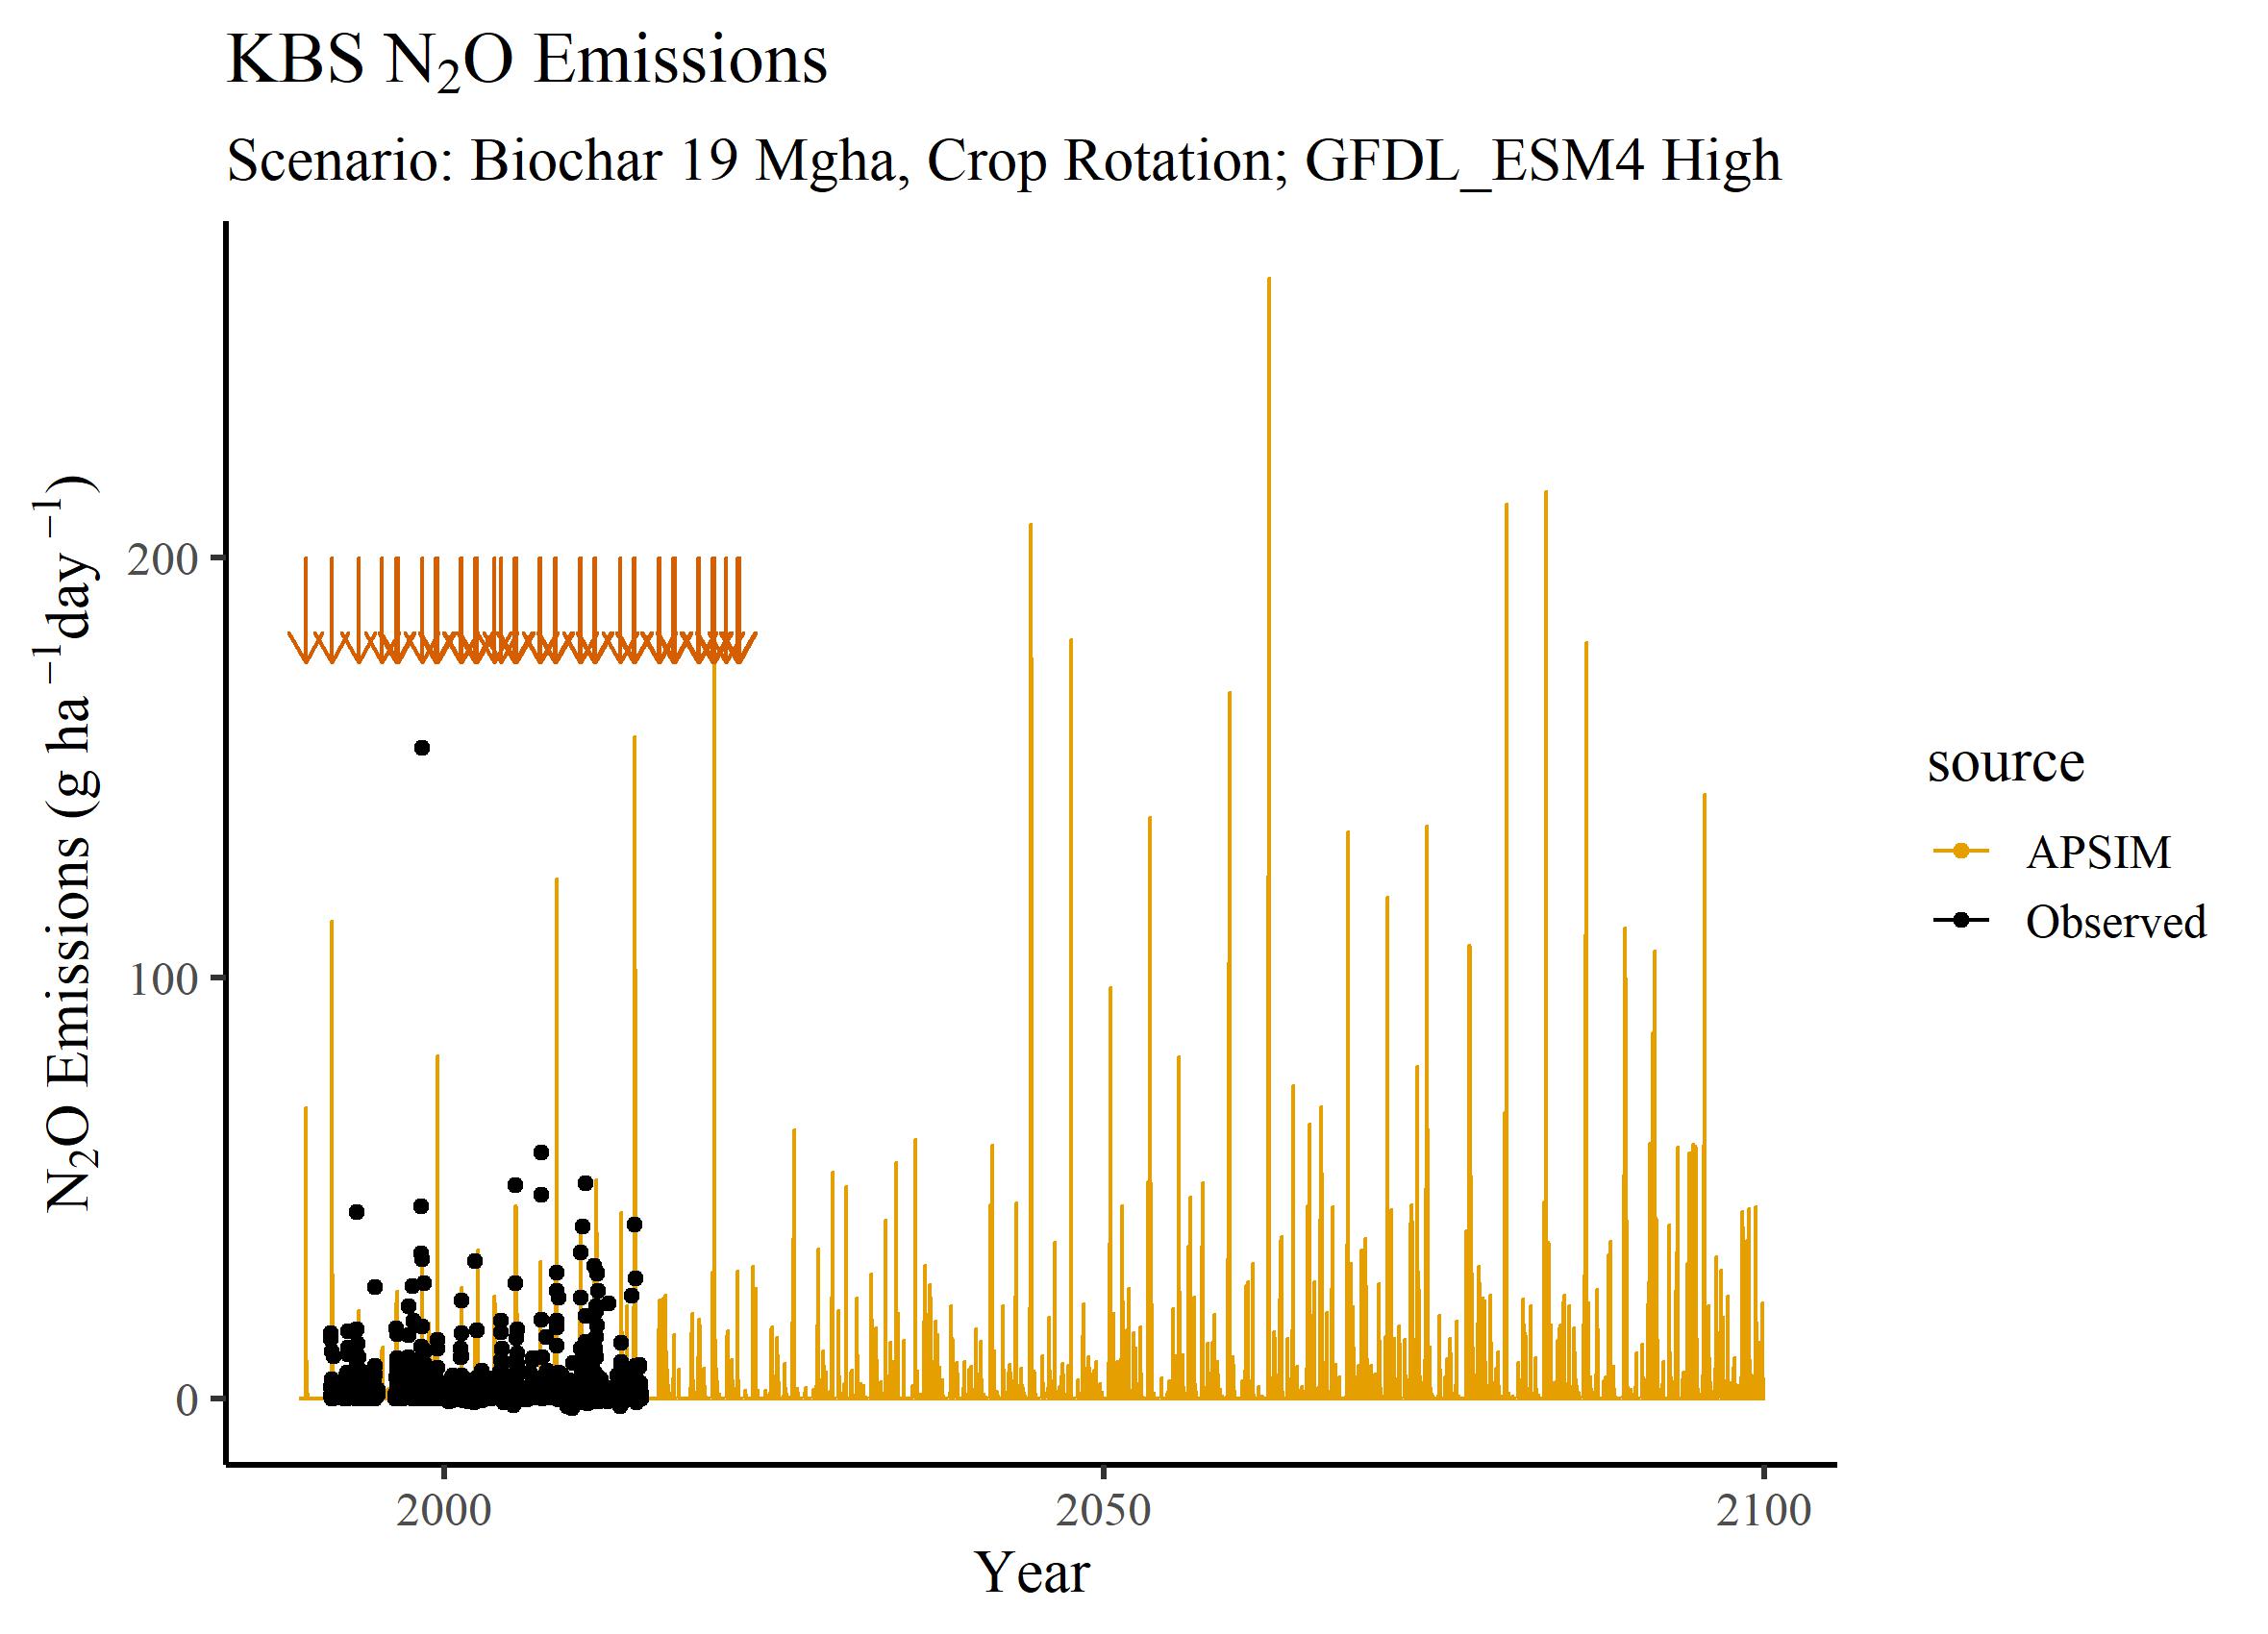 KBS N₂O Emissions
Scenario: Biochar 19 Mgha, Crop Rotation; GFDL_ESM4 High
N₂O Emissions (g ha ⁻¹day ⁻¹)
200
100
0
2000
2050
2100
Year
source
APSIM
Observed